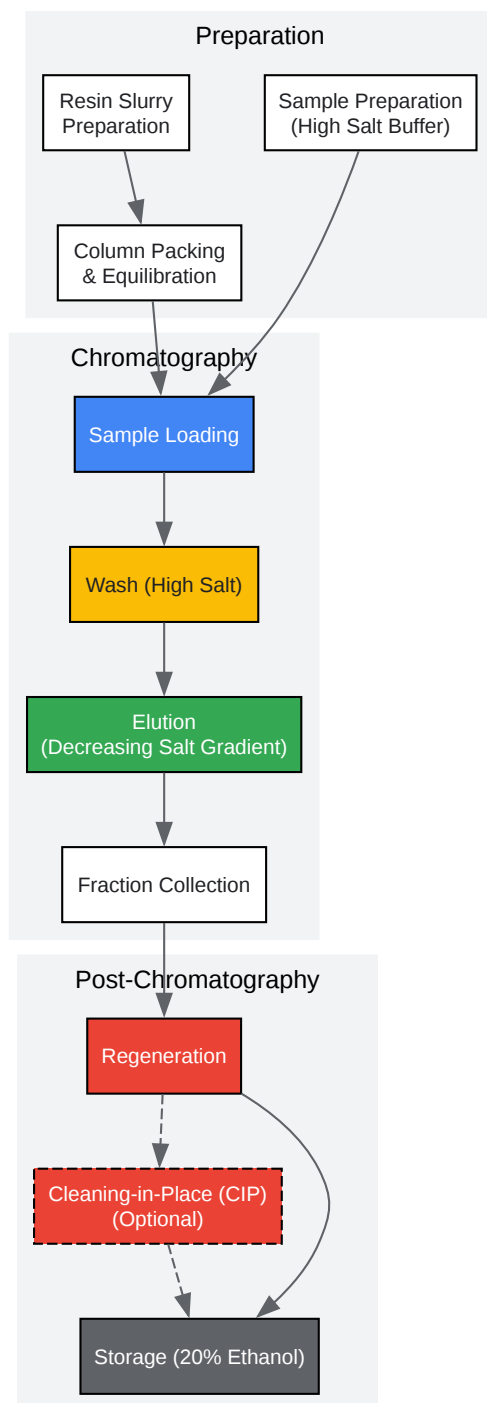 Preparation
Resin Slurry
Preparation
Sample Preparation
(High Salt Buffer)
Column Packing
& Equilibration
Chromatography
Sample Loading
Wash (High Salt)
Elution
(Decreasing Salt Gradient)
Fraction Collection
Post-Chromatography
Regeneration
Cleaning-in-Place (CIP)
(Optional)
Storage (20% Ethanol)